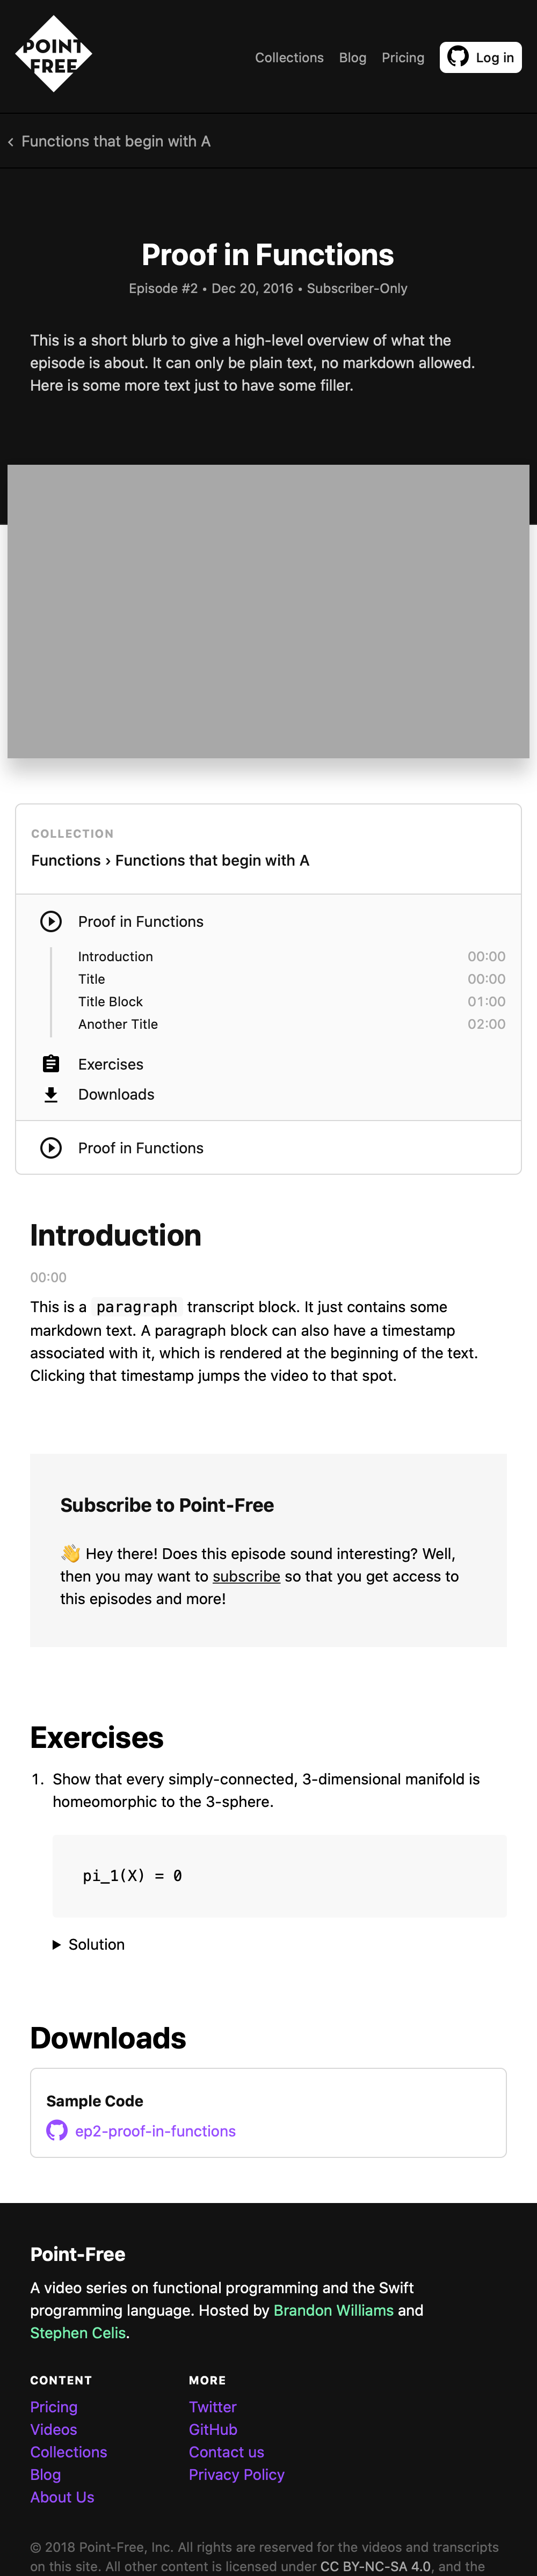 POINT
FREE
Collections Blog Pricing Log in
‹ Functions that begin with A
Proof in Functions
Episode #2 • Dec 20, 2016 • Subscriber-Only
This is a short blurb to give a high-level overview of what the
episode is about. It can only be plain text, no markdown allowed.
Here is some more text just to have some filler.
COLLECTION
Functions › Functions that begin with A
Proof in Functions
Introduction 00:00
Title 00:00
Title Block 01:00
Another Title 02:00
Exercises
Downloads
Proof in Functions
Introduction
00:00
This is a paragraph transcript block. It just contains some
markdown text. A paragraph block can also have a timestamp
associated with it, which is rendered at the beginning of the text.
Clicking that timestamp jumps the video to that spot.
Subscribe to Point-Free
👋 Hey there! Does this episode sound interesting? Well,
then you may want to subscribe so that you get access to
this episodes and more!
Exercises
1. Show that every simply-connected, 3-dimensional manifold is
homeomorphic to the 3-sphere.
pi_1(X) = 0
Solution
Downloads
Sample Code
ep2-proof-in-functions
Point-Free
A video series on functional programming and the Swift
programming language. Hosted by Brandon Williams and
Stephen Celis.
CONTENT
Pricing
Videos
Collections
Blog
About Us
MORE
Twitter
GitHub
Contact us
Privacy Policy
© 2018 Point-Free, Inc. All rights are reserved for the videos and transcripts
on this site. All other content is licensed under CC BY-NC-SA 4.0, and the